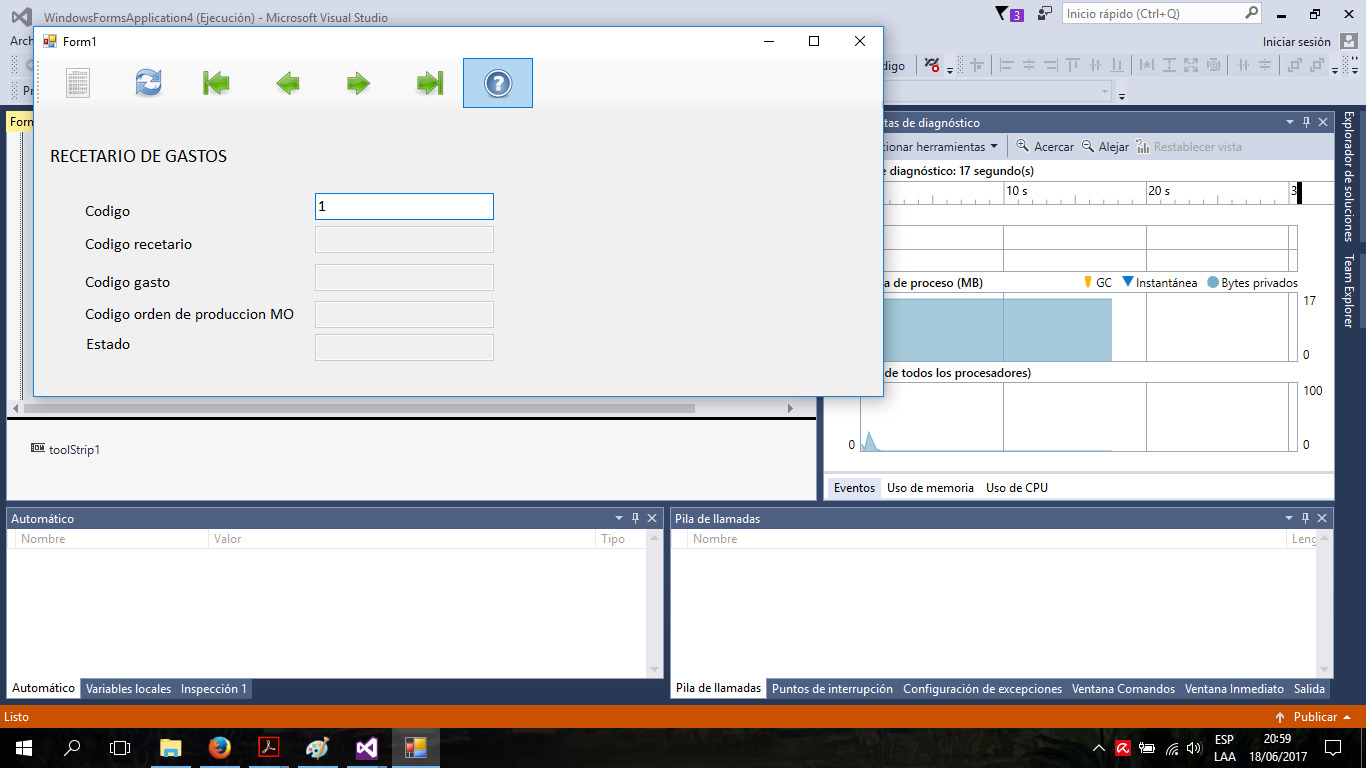 WindowsFormsApplication4 (Ejecución) - Microsoft Visual Studio
3
Inicio rápido (Ctrl+Q)
Form1
Iniciar sesión
RECETARIO DE GASTOS
Codigo
1
Codigo recetario
Codigo gasto
Codigo orden de produccion MO
Estado
tas de diagnóstico
cionar herramientas
Acercar
Alejar
Restablecer vista
e diagnóstico: 17 segundo(s)
10 s
20 s
3
a de proceso (MB)
GC
Instantánea
Bytes privados
17
0
de todos los procesadores)
100
0
0
Eventos
Uso de memoria
Uso de CPU
Explorador de soluciones
Team Explorer
toolStrip1
Automático
Nombre
Valor
Tipo
Automático
Variables locales
Inspección 1
Pila de llamadas
Nombre
Leng
Pila de llamadas
Puntos de interrupción
Configuración de excepciones
Ventana Comandos
Ventana Inmediato
Salida
Listo
Publicar
ESP
LAA
20:59
18/06/2017